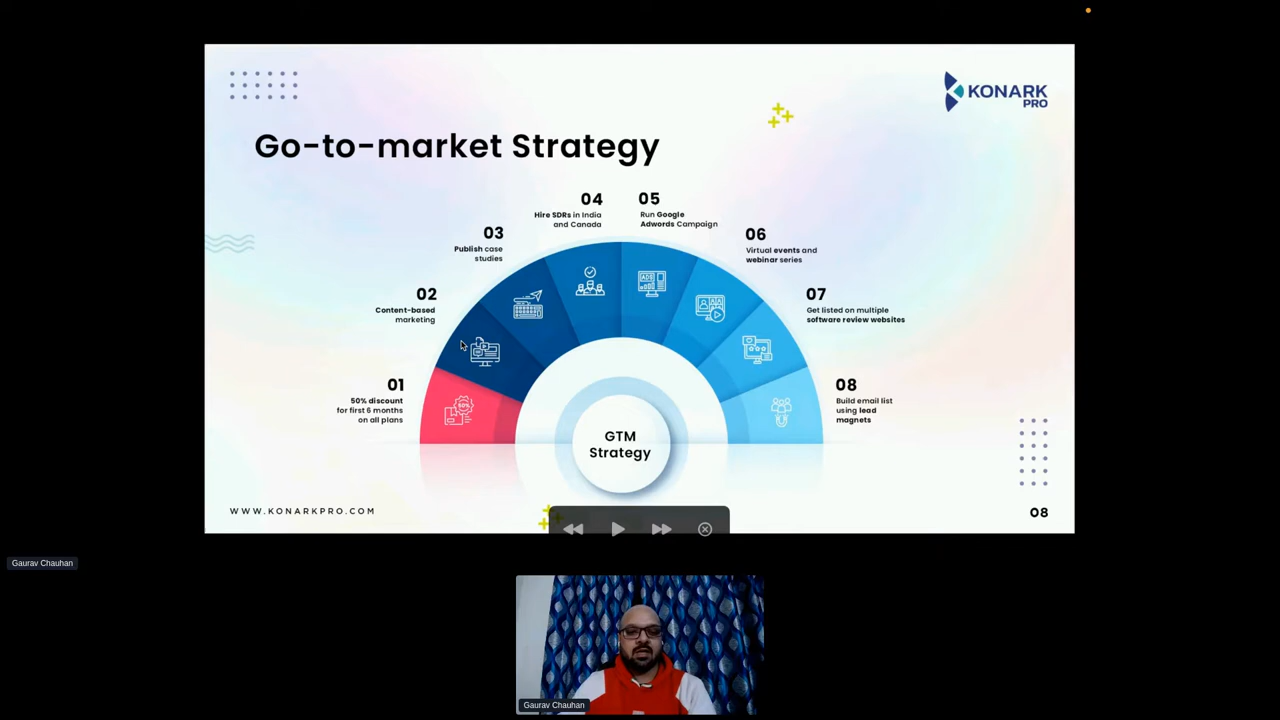 KONARK
PRO
Go-to-market Strategy
04
Hire SDRs in India
and Canada
05
Run Google
Adwords Campaign
03
Publish case
studies
06
Virtual events and
webinar series
02
Content-based
marketing
07
Get listed on multiple
software review websites
01
50% discount
for first 6 months
on all plans
08
Build email list
using lead
magnets
ADS
50%
GTM
Strategy
WWW.KONARKPRO.COM
08
Gaurav Chauhan
Gaurav Chauhan